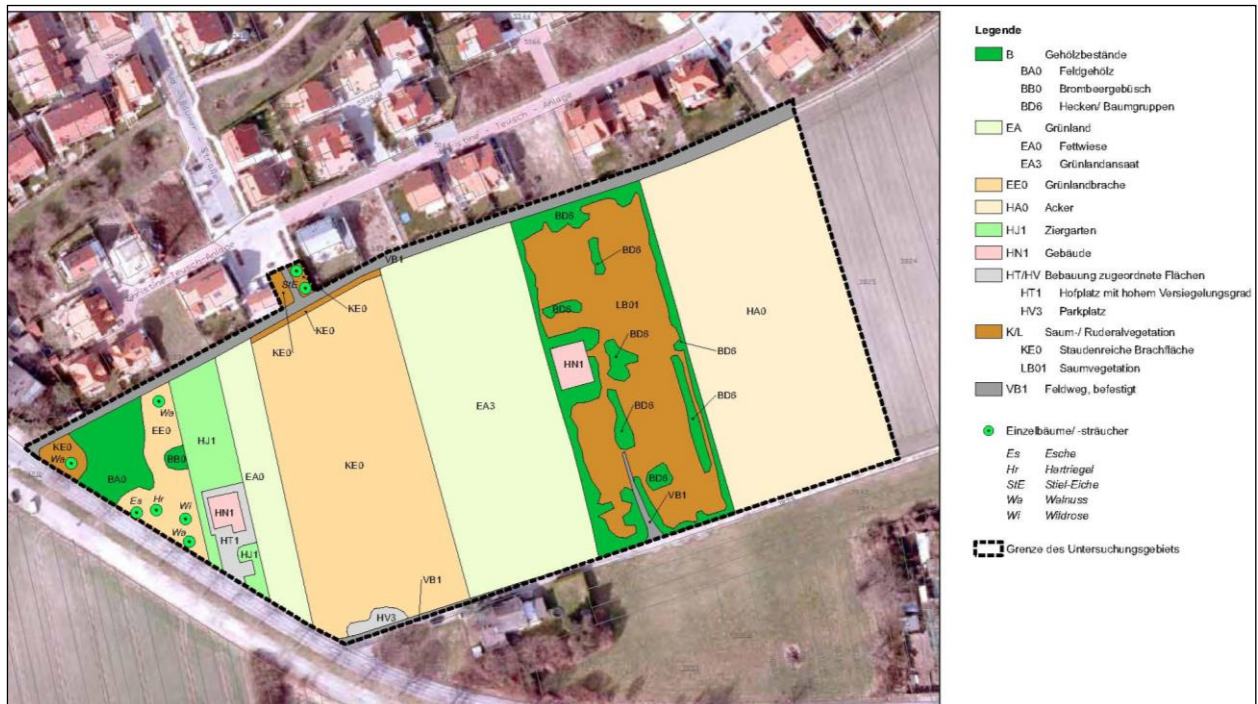 Legende
B Gehölzbestände
BA0 Feldgehölz
BB0 Brombeergebüsch
BD6 Hecken/ Baumgruppen
EA Grünland
EA0 Fettwiese
EA3 Grünlandansaat
EE0 Grünlandbrache
HA0 Acker
HJ1 Ziergarten
HN1 Gebäude
HT/HV Bebauung zugeordnete Flächen
HT1 Hofplatz mit hohem Versiegelungsgrad
HV3 Parkplatz
K/L Saum-/ Ruderalvegetation
KE0 Staudenreiche Brachfläche
LB01 Saumvegetation
VB1 Feldweg, befestigt
Einzelbäume/ -sträucher
Es Esche
Hr Hartriegel
StE Stiel-Eiche
Wa Walnuss
Wi Wildrose
Grenze des Untersuchungsgebiets
Teusch - Anlage
VB1
StE
KE0
KE0
KE0
BD6
BD6
LB01
BD6
BD6
HA0
BD6
HN1
BD6
BD6
BD6
VB1
EA3
KE0
EA0
HJ1
Wa
EE0
KE0
Wa
BB0
BA0
Es
Hr
Wi
Wa
HN1
HT1
HJ1
VB1
HV3